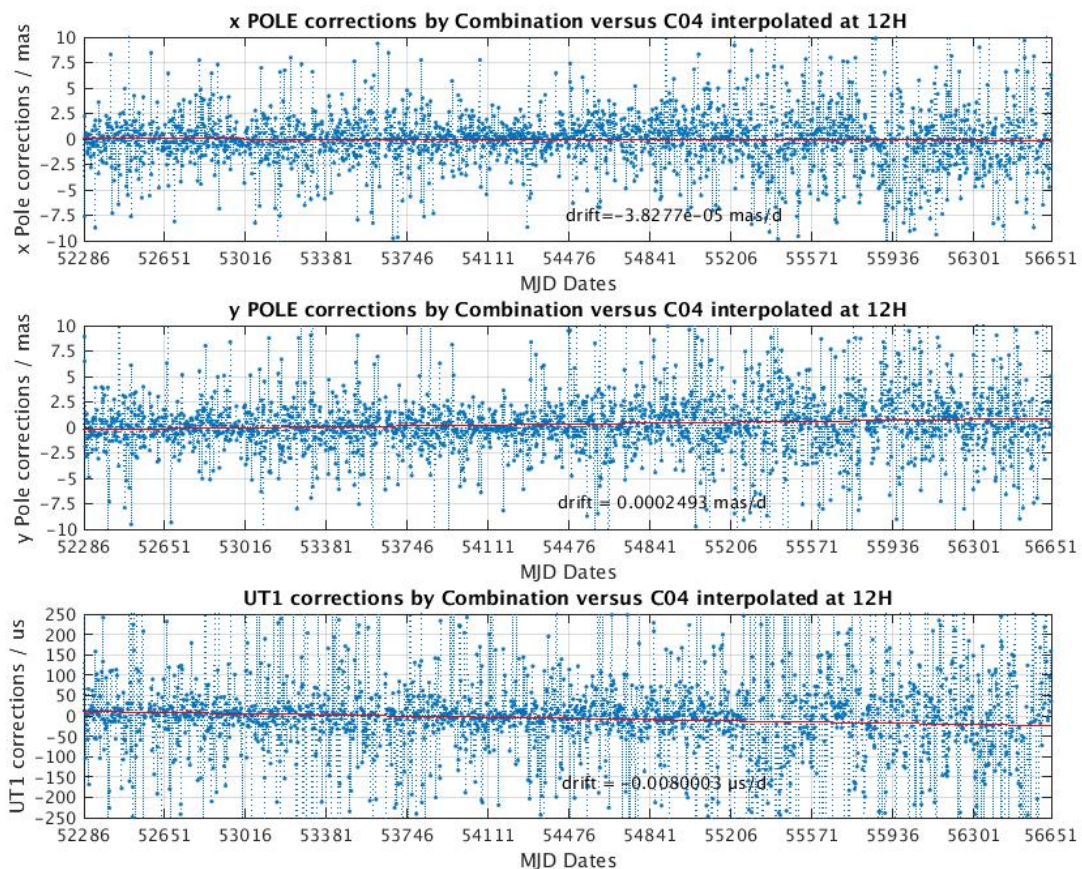 x POLE corrections by Combination versus C04 interpolated at 12H
x Pole corrections / mas
10
7.5
5
2.5
0
−2.5
−5
−7.5
−10
drift=−3.8277e−05 mas/d
52286 52651 53016 53381 53746 54111 54476 54841 55206 55571 55936 56301 56651
MJD Dates
y POLE corrections by Combination versus C04 interpolated at 12H
y Pole corrections / mas
10
7.5
5
2.5
0
−2.5
−5
−7.5
−10
drift = 0.0002493 mas/d
52286 52651 53016 53381 53746 54111 54476 54841 55206 55571 55936 56301 56651
MJD Dates
UT1 corrections by Combination versus C04 interpolated at 12H
UT1 corrections / us
250
200
150
100
50
0
−50
−100
−150
−200
−250
drift = −0.0080003 µs/d
52286 52651 53016 53381 53746 54111 54476 54841 55206 55571 55936 56301 56651
MJD Dates